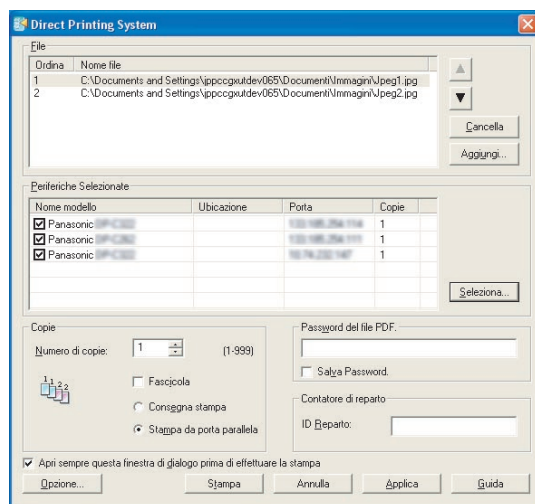 Direct Printing System
File
Ordina Nome file
1 C:\Documents and Settings\jppccgxutdev065\Documenti\Immagini\Jpeg1.jpg
2 C:\Documents and Settings\jppccgxutdev065\Documenti\Immagini\Jpeg2.jpg
Cancella
Aggiungi...
Periferiche Selezionate
Nome modello Ubicazione Porta Copie
Panasonic 1
Panasonic 1
Panasonic 1
Seleziona...
Copie
Numero di copie: 1 (1-999)
1 1 2 2
Fascicola
Consegna stampa
Stampa da porta parallela
Password del file PDF.
Salva Password.
Contatore di reparto
ID Reparto:
Apri sempre questa finestra di dialogo prima di effettuare la stampa
Opzione... Stampa Annulla Applica Guida